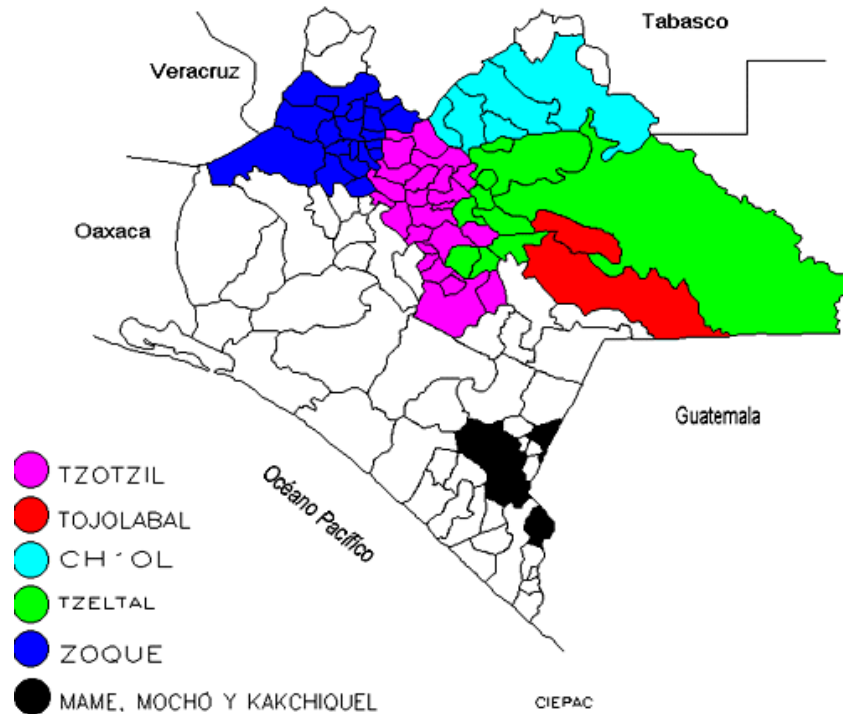 Tabasco
Veracruz
Oaxaca
Guatemala
Océano Pacífico
TZOTZIL
TOJOLABAL
CH´OL
TZELTAL
ZOQUE
MAME, MOCHÓ Y KAKCHIQUEL
CIEPAC